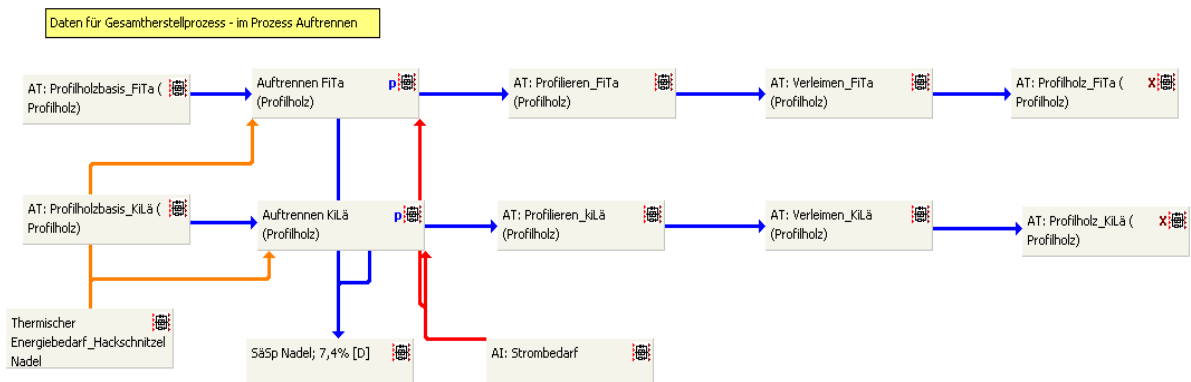 Daten für Gesamtherstellprozess - im Prozess Auftrennen
AT: Profilholzbasis_FiTa (
Profilholz)
Auftrennen FiTa
(Profilholz)
p
AT: Profilieren_FiTa
(Profilholz)
AT: Verleimen_FiTa
(Profilholz)
AT: Profilholz_FiTa (
Profilholz)
X
AT: Profilholzbasis_KiLä (
Profilholz)
Auftrennen KiLä
(Profilholz)
p
AT: Profilieren_kiLä
(Profilholz)
AT: Verleimen_KiLä
(Profilholz)
AT: Profilholz_KiLä (
Profilholz)
X
Thermischer
Energiebedarf_Hackschnitzel
Nadel
SäSp Nadel; 7,4% [D]
AI: Strombedarf